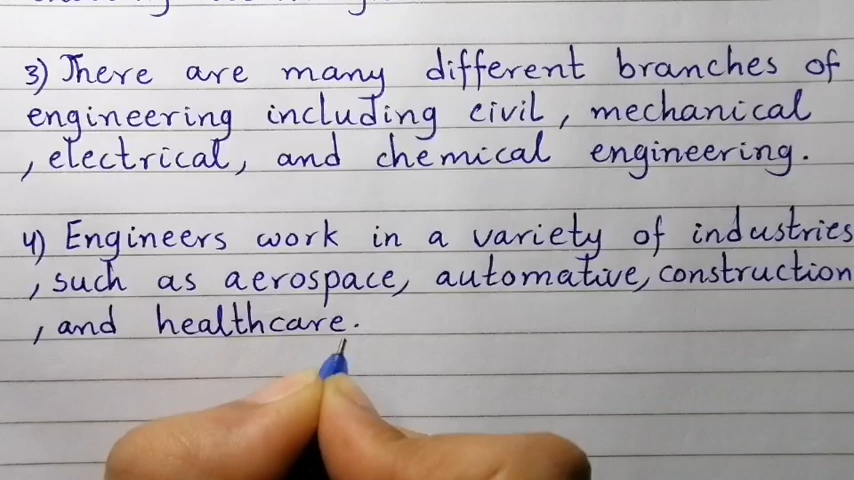 3) There are many different branches of
engineering including civil, mechanical
, electrical, and chemical engineering.
4) Engineers work in a variety of industries
, such as aerospace, automative, construction
, and healthcare.